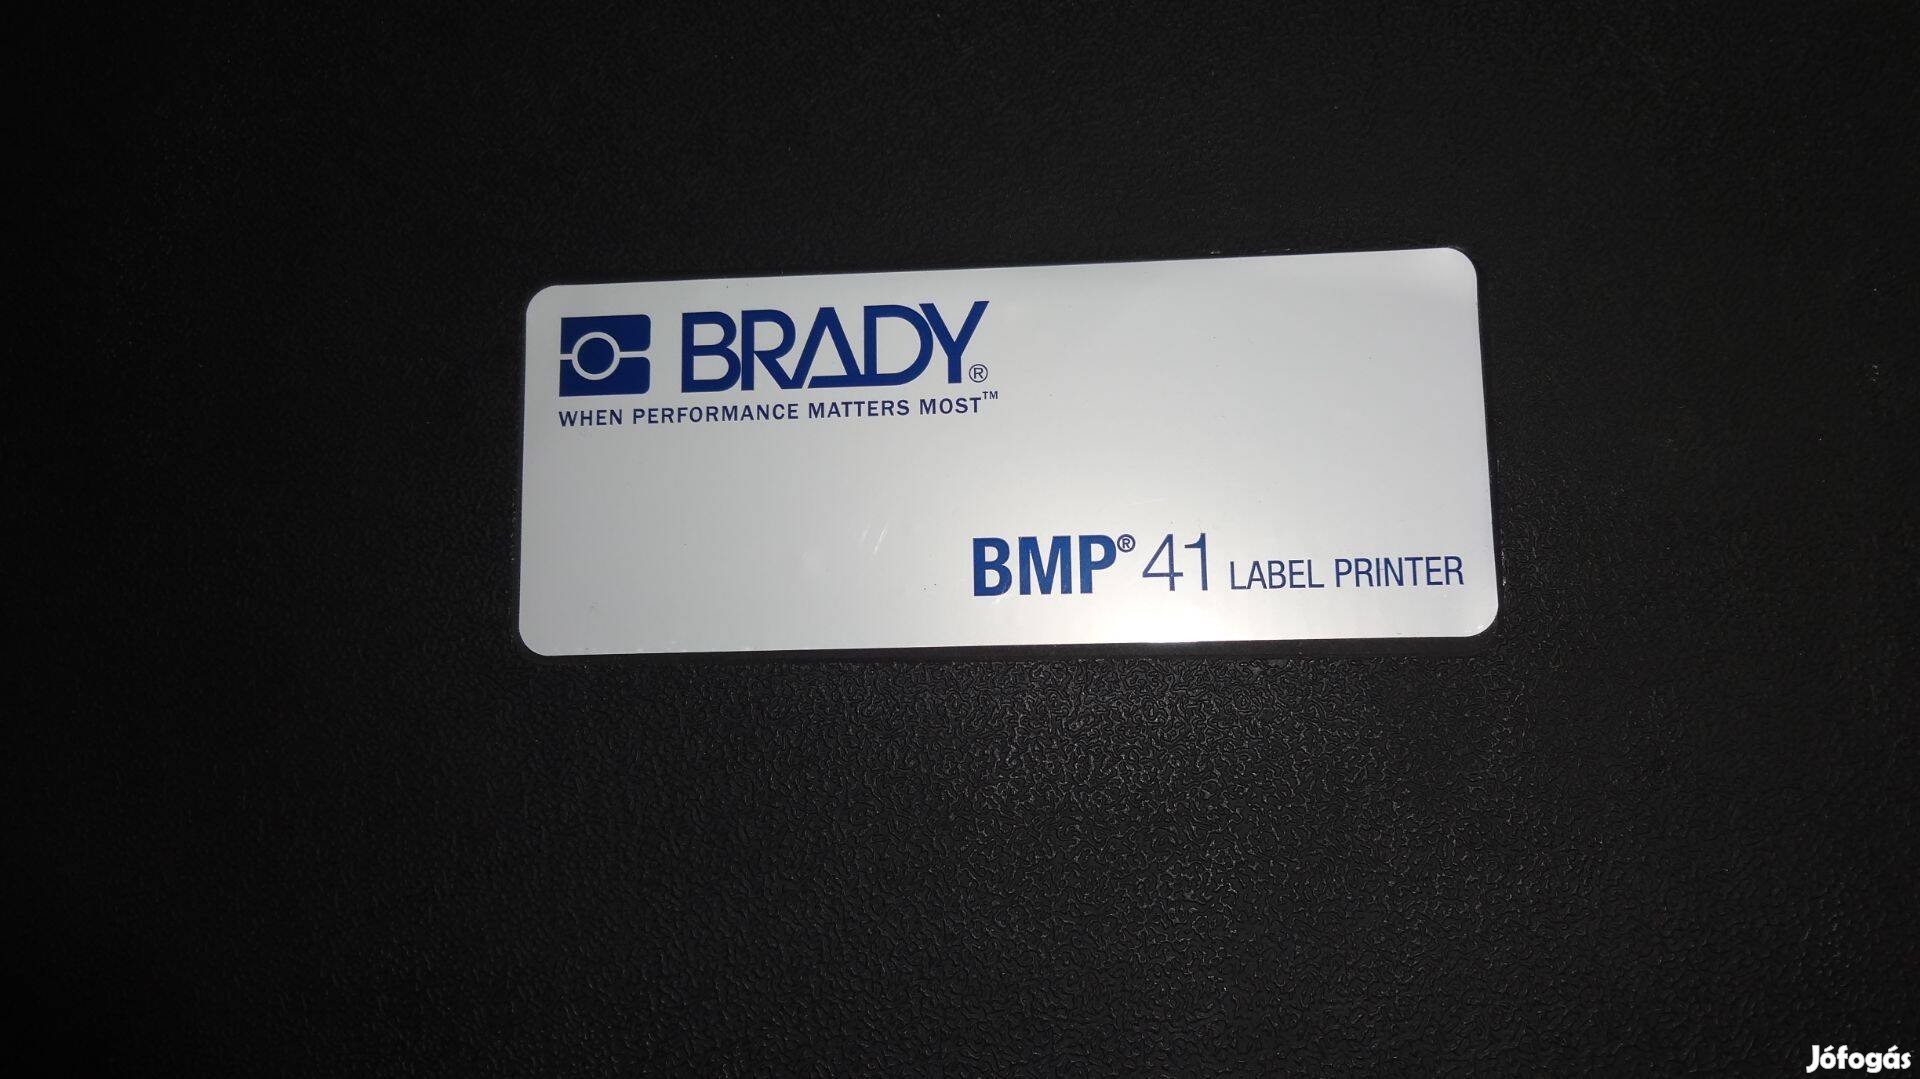 BRADY®
WHEN PERFORMANCE MATTERS MOST™
BMP® 41 LABEL PRINTER
Jófogás